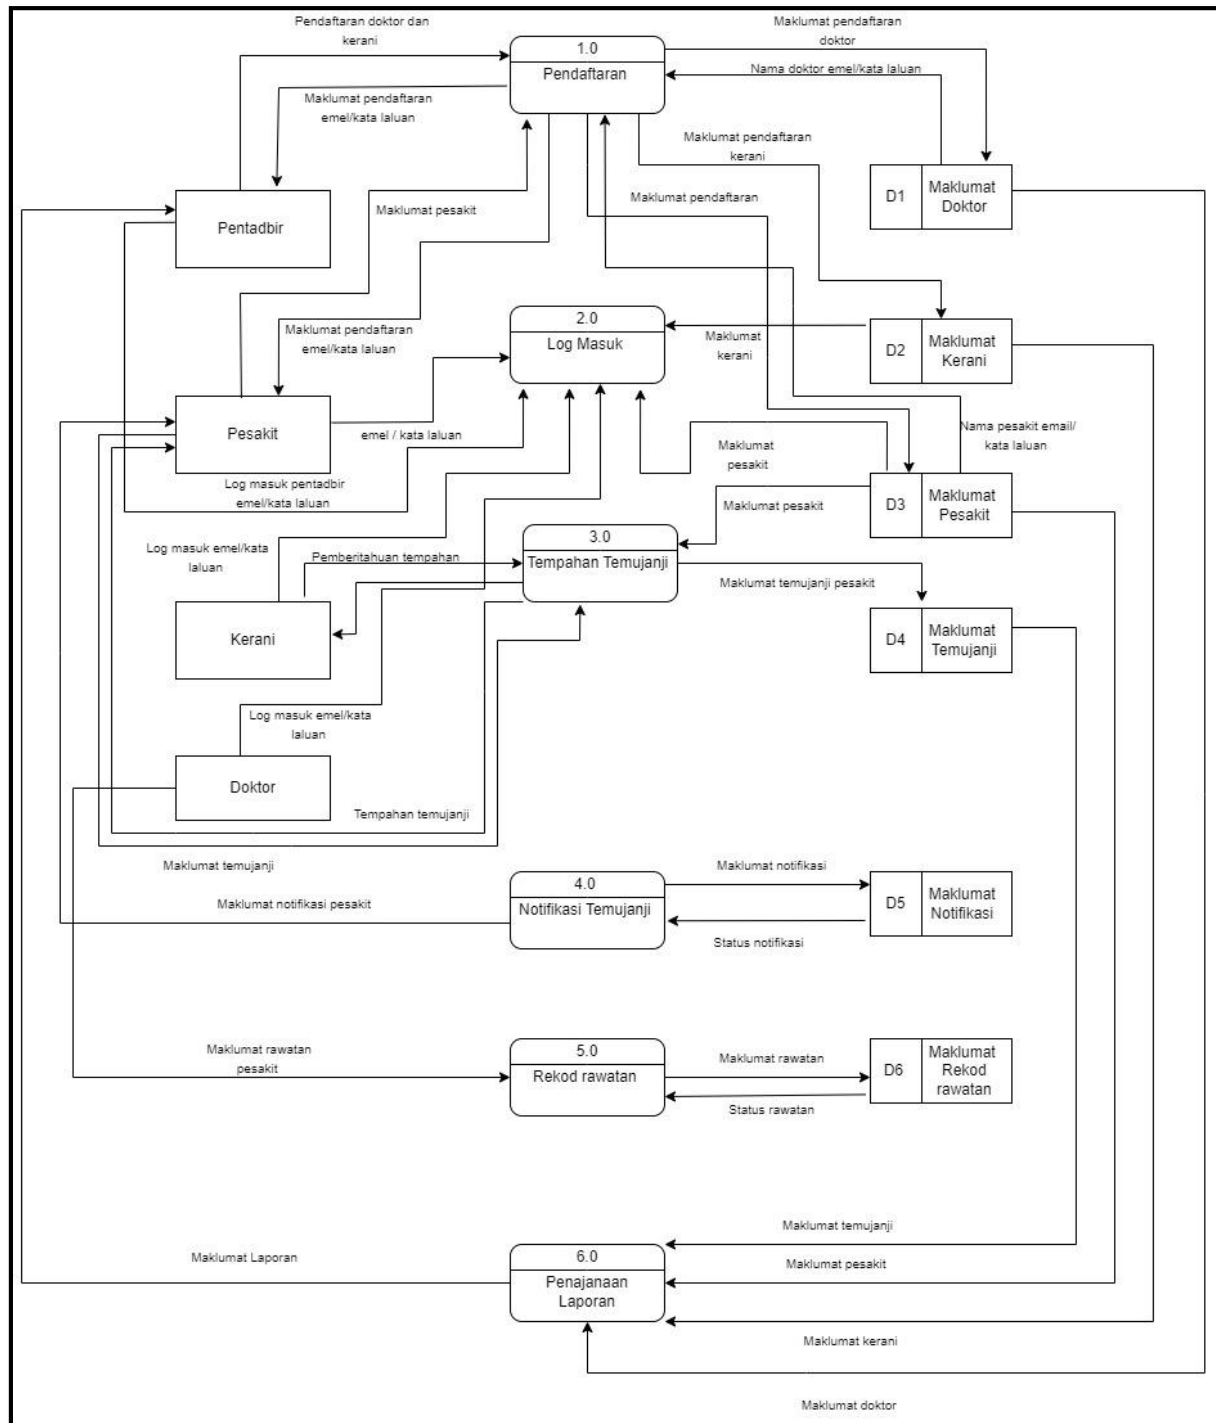 Pendaftaran doktor dan
kerani
Maklumat pendaftaran
doktor
1.0
Pendaftaran
Nama doktor emel/kata laluan
Maklumat pendaftaran
emel/kata laluan
Maklumat pendaftaran
kerani
D1
Maklumat
Doktor
Maklumat pesakit
Maklumat pendaftaran
Pentadbir
2.0
Log Masuk
Maklumat pendaftaran
emel/kata laluan
Maklumat
kerani
D2
Maklumat
Kerani
Pesakit
emel / kata laluan
Nama pesakit email/
kata laluan
Maklumat
pesakit
Log masuk pentadbir
emel/kata laluan
Maklumat pesakit
D3
Maklumat
Pesakit
3.0
Tempahan Temujanji
Log masuk emel/kata
laluan
Pemberitahuan tempahan
Maklumat temujanji pesakit
Kerani
D4
Maklumat
Temujanji
Log masuk emel/kata
laluan
Doktor
Tempahan temujanji
Maklumat temujanji
4.0
Notifikasi Temujanji
Maklumat notifikasi
Maklumat notifikasi pesakit
D5
Maklumat
Notifikasi
Status notifikasi
Maklumat rawatan
pesakit
5.0
Rekod rawatan
Maklumat rawatan
D6
Maklumat
Rekod
rawatan
Status rawatan
Maklumat temujanji
Maklumat Laporan
6.0
Penajanaan
Laporan
Maklumat pesakit
Maklumat kerani
Maklumat doktor